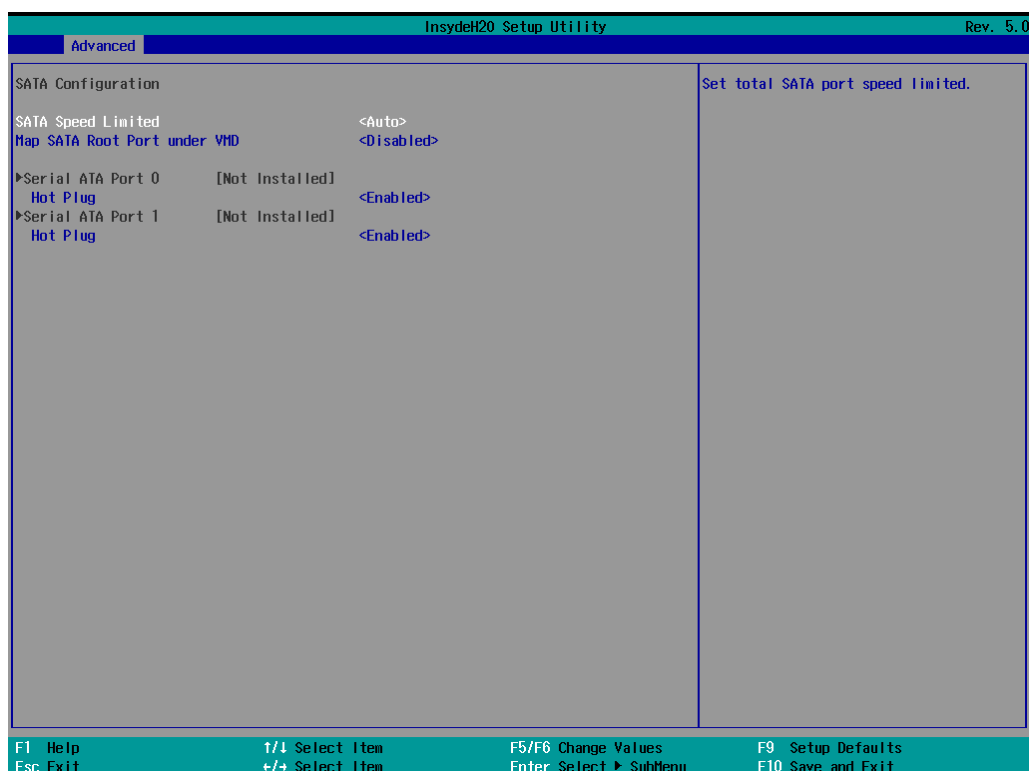 InsydeH2O Setup Utility Rev. 5.0
Advanced
SATA Configuration
Set total SATA port speed limited.
SATA Speed Limited <Auto>
Map SATA Root Port under VMD <Disabled>
▶Serial ATA Port 0 [Not Installed]
Hot Plug <Enabled>
▶Serial ATA Port 1 [Not Installed]
Hot Plug <Enabled>
F1 Help ↑/↓ Select Item F5/F6 Change Values F9 Setup Defaults
Esc Exit ←/→ Select Item Enter Select ▶ SubMenu F10 Save and Exit